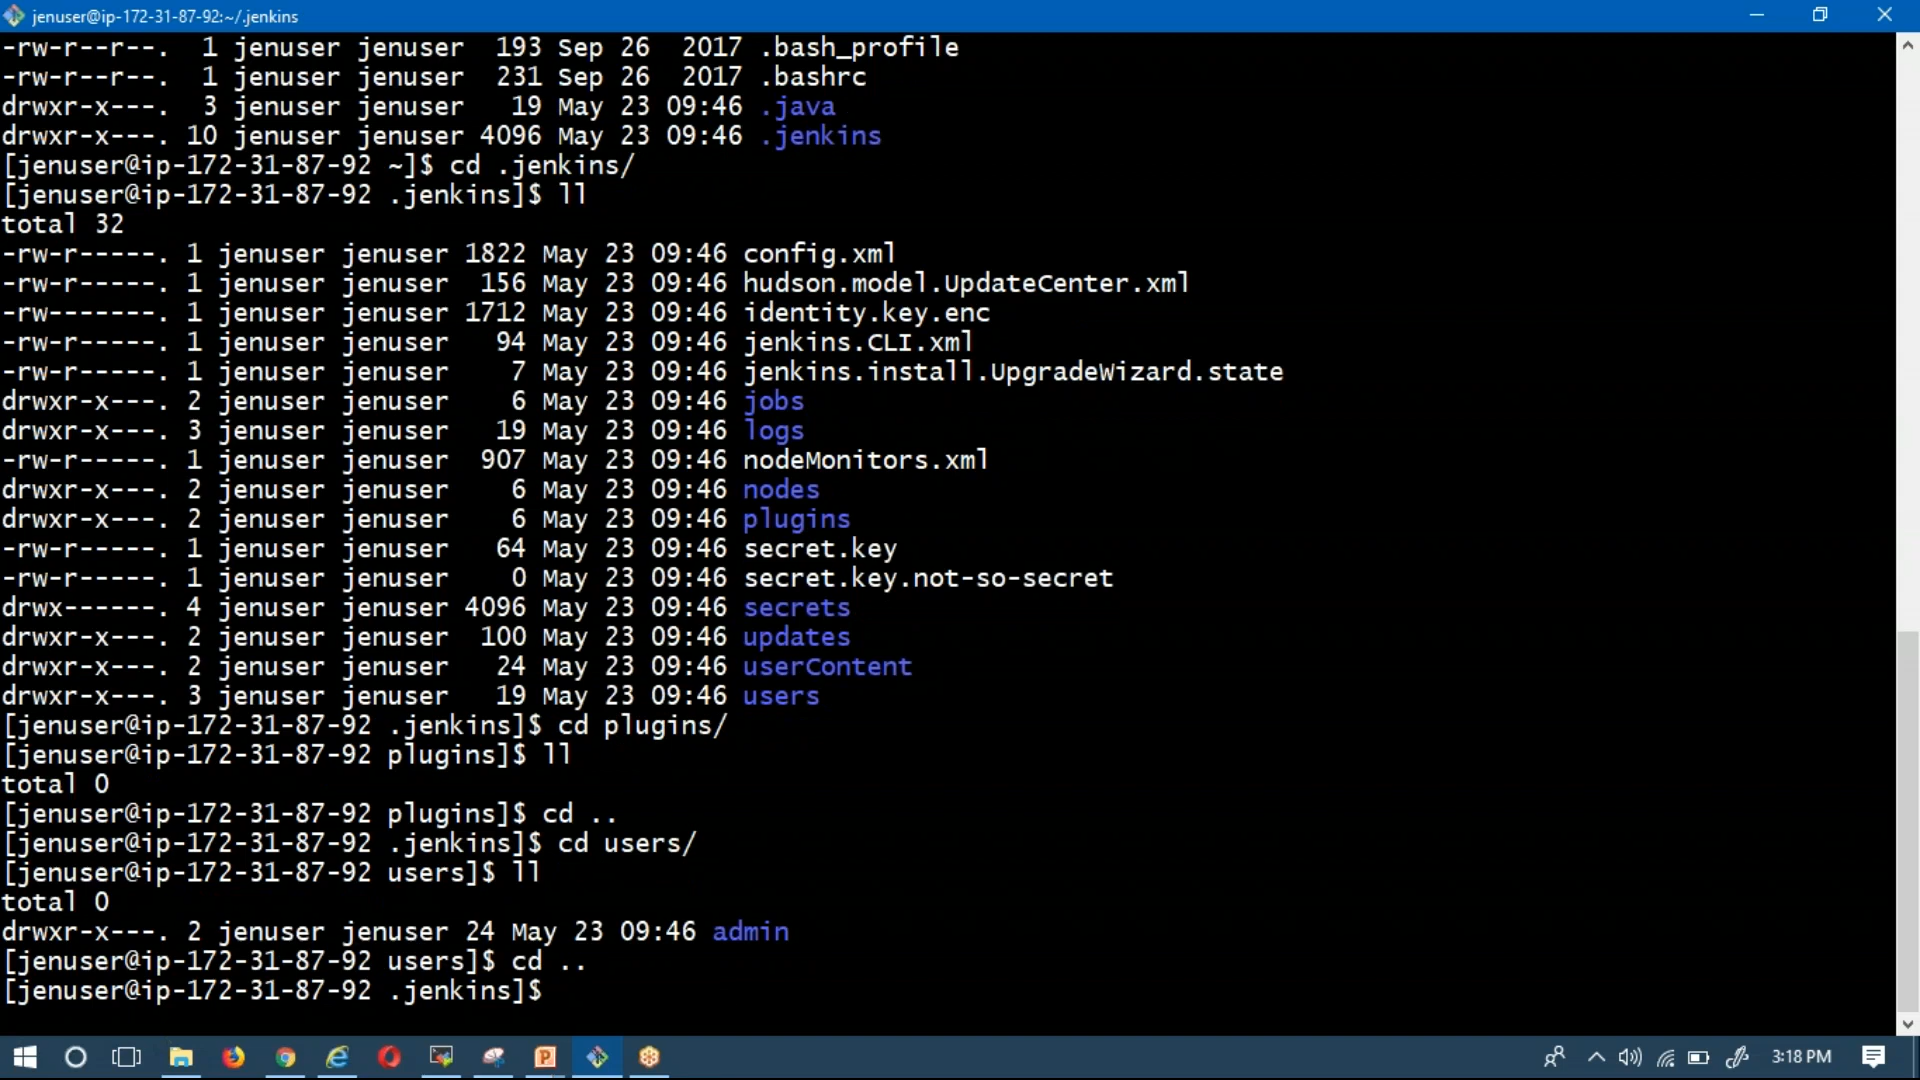 jenuser@ip-172-31-87-92:~/.jenkins
-rw-r--r--. 1 jenuser jenuser 193 Sep 26 2017 .bash_profile
-rw-r--r--. 1 jenuser jenuser 231 Sep 26 2017 .bashrc
drwxr-x---. 3 jenuser jenuser 19 May 23 09:46 .java
drwxr-x---. 10 jenuser jenuser 4096 May 23 09:46 .jenkins
[jenuser@ip-172-31-87-92 ~]$ cd .jenkins/
[jenuser@ip-172-31-87-92 .jenkins]$ ll
total 32
-rw-r-----. 1 jenuser jenuser 1822 May 23 09:46 config.xml
-rw-r-----. 1 jenuser jenuser 156 May 23 09:46 hudson.model.UpdateCenter.xml
-rw-------. 1 jenuser jenuser 1712 May 23 09:46 identity.key.enc
-rw-r-----. 1 jenuser jenuser 94 May 23 09:46 jenkins.CLI.xml
-rw-r-----. 1 jenuser jenuser 7 May 23 09:46 jenkins.install.UpgradeWizard.state
drwxr-x---. 2 jenuser jenuser 6 May 23 09:46 jobs
drwxr-x---. 3 jenuser jenuser 19 May 23 09:46 logs
-rw-r-----. 1 jenuser jenuser 907 May 23 09:46 nodeMonitors.xml
drwxr-x---. 2 jenuser jenuser 6 May 23 09:46 nodes
drwxr-x---. 2 jenuser jenuser 6 May 23 09:46 plugins
-rw-r-----. 1 jenuser jenuser 64 May 23 09:46 secret.key
-rw-r-----. 1 jenuser jenuser 0 May 23 09:46 secret.key.not-so-secret
drwx------. 4 jenuser jenuser 4096 May 23 09:46 secrets
drwxr-x---. 2 jenuser jenuser 100 May 23 09:46 updates
drwxr-x---. 2 jenuser jenuser 24 May 23 09:46 userContent
drwxr-x---. 3 jenuser jenuser 19 May 23 09:46 users
[jenuser@ip-172-31-87-92 .jenkins]$ cd plugins/
[jenuser@ip-172-31-87-92 plugins]$ ll
total 0
[jenuser@ip-172-31-87-92 plugins]$ cd ..
[jenuser@ip-172-31-87-92 .jenkins]$ cd users/
[jenuser@ip-172-31-87-92 users]$ ll
total 0
drwxr-x---. 2 jenuser jenuser 24 May 23 09:46 admin
[jenuser@ip-172-31-87-92 users]$ cd ..
[jenuser@ip-172-31-87-92 .jenkins]$
3:18 PM